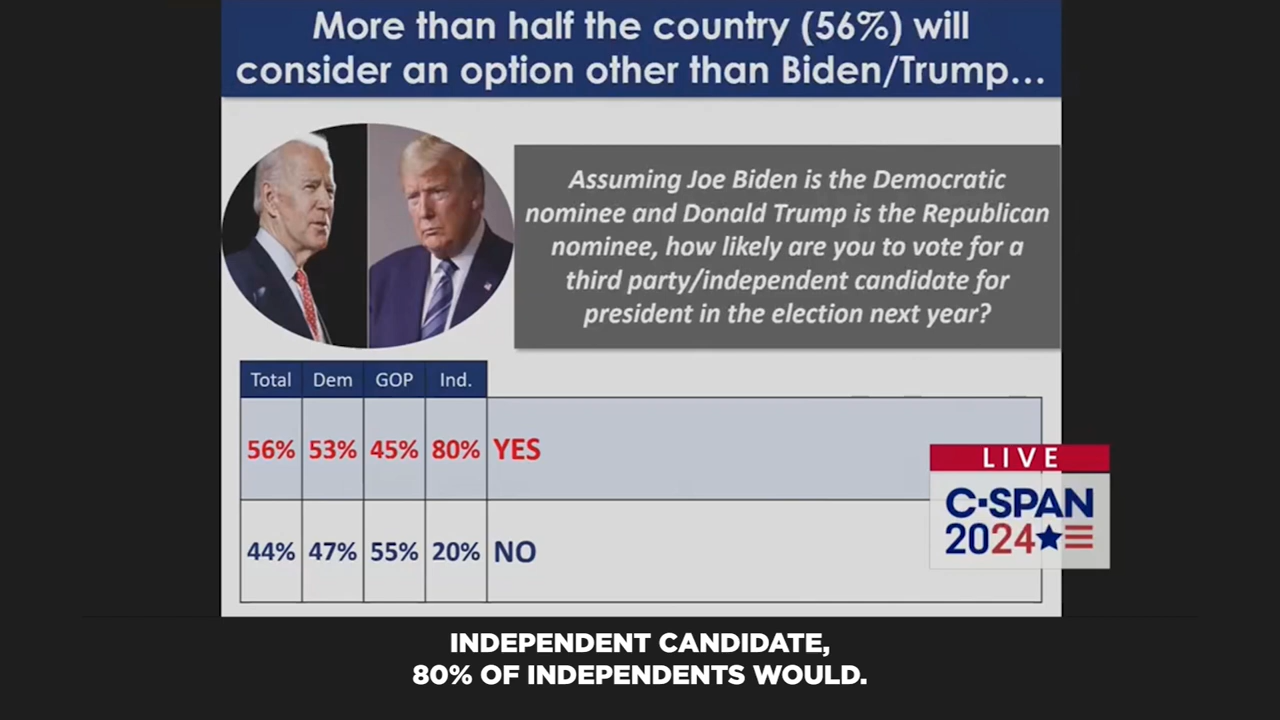 More than half the country (56%) will
consider an option other than Biden/Trump...
Assuming Joe Biden is the Democratic
nominee and Donald Trump is the Republican
nominee, how likely are you to vote for a
third party/independent candidate for
president in the election next year?
Total Dem GOP Ind.
56% 53% 45% 80% YES
44% 47% 55% 20% NO
LIVE
C·SPAN
2024
INDEPENDENT CANDIDATE,
80% OF INDEPENDENTS WOULD.